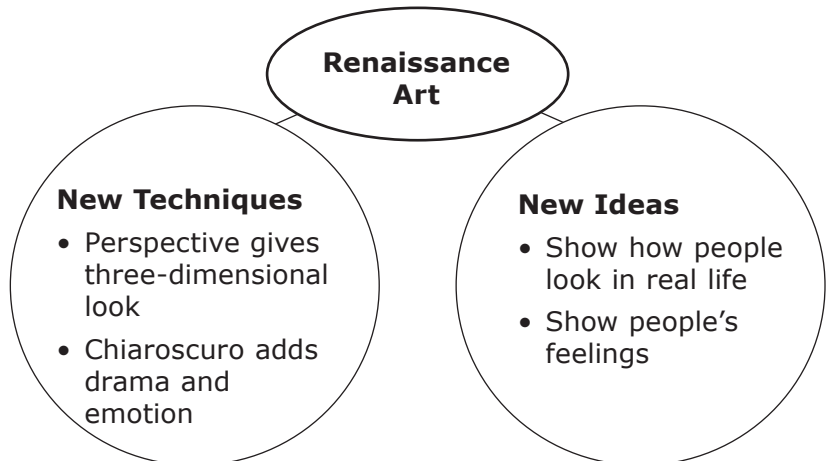 Renaissance
Art
New Techniques
• Perspective gives
three-dimensional
look
• Chiaroscuro adds
drama and
emotion
New Ideas
• Show how people
look in real life
• Show people’s
feelings